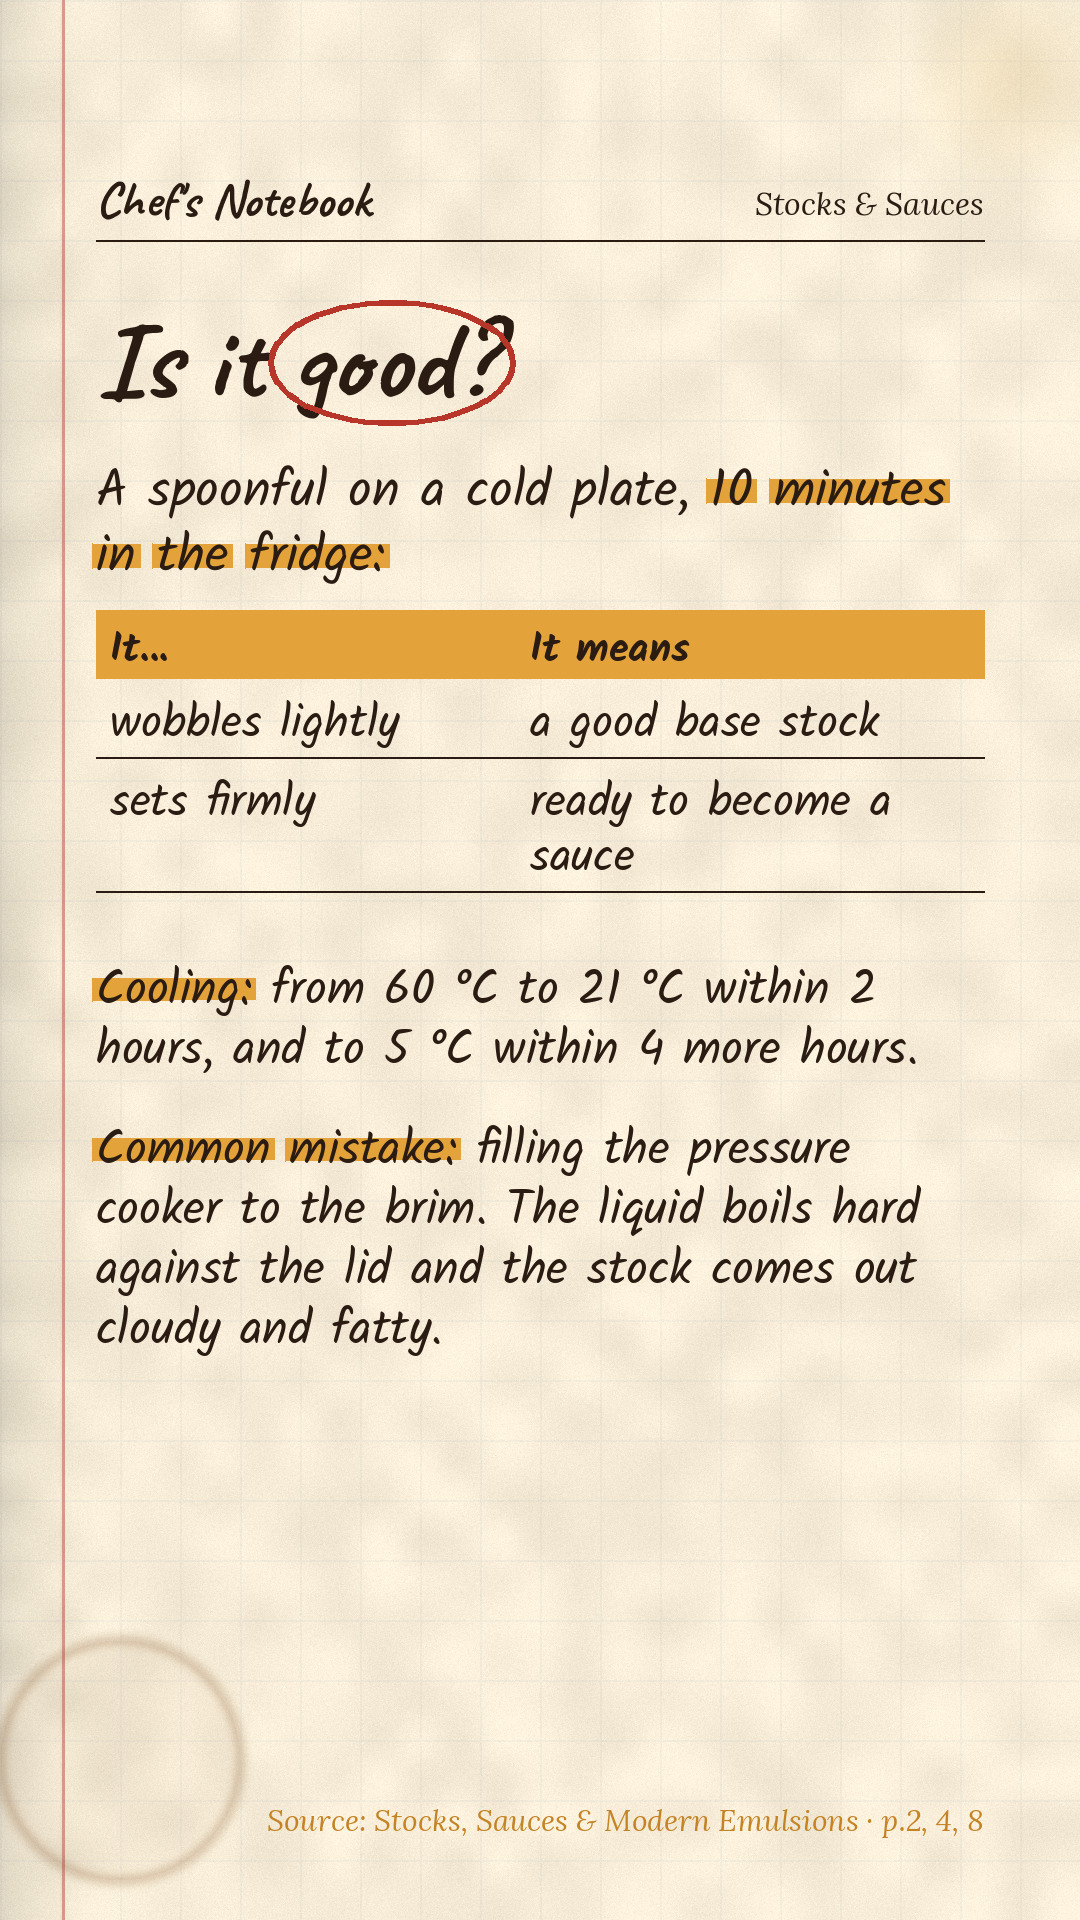 Chef's Notebook
Stocks & Sauces
Is it good?
A spoonful on a cold plate, 10 minutes
in the fridge:
It... It means
wobbles lightly a good base stock
sets firmly ready to become a
sauce
Cooling: from 60 °C to 21 °C within 2
hours, and to 5 °C within 4 more hours.
Common mistake: filling the pressure
cooker to the brim. The liquid boils hard
against the lid and the stock comes out
cloudy and fatty.
Source: Stocks, Sauces & Modern Emulsions · p.2, 4, 8